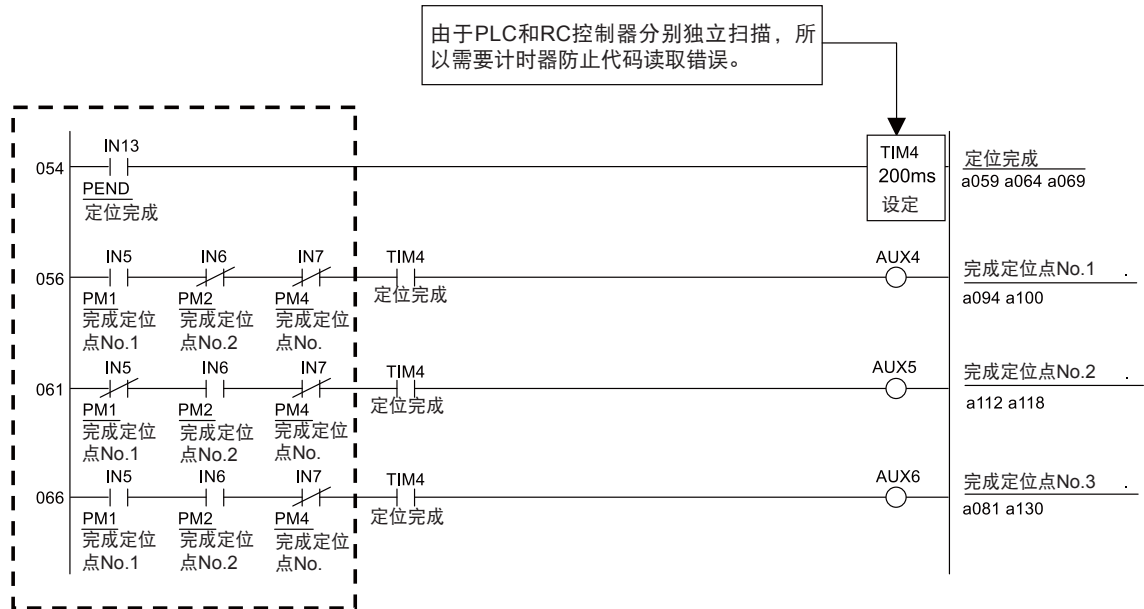 由于PLC和RC控制器分别独立扫描，所
以需要计时器防止代码读取错误。
054
IN13
PEND
定位完成
TIM4
200ms
设定
定位完成
a059 a064 a069
056
IN5
IN6
IN7
TIM4
AUX4
PM1
PM2
PM4
定位完成
完成定位
完成定位
完成定位
点No.1
点No.2
点No.
完成定位点No.1 .
a094 a100
061
IN5
IN6
IN7
TIM4
AUX5
PM1
PM2
PM4
定位完成
完成定位
完成定位
完成定位
点No.1
点No.2
点No.
完成定位点No.2 .
a112 a118
066
IN5
IN6
IN7
TIM4
AUX6
PM1
PM2
PM4
定位完成
完成定位
完成定位
完成定位
点No.1
点No.2
点No.
完成定位点No.3 .
a081 a130